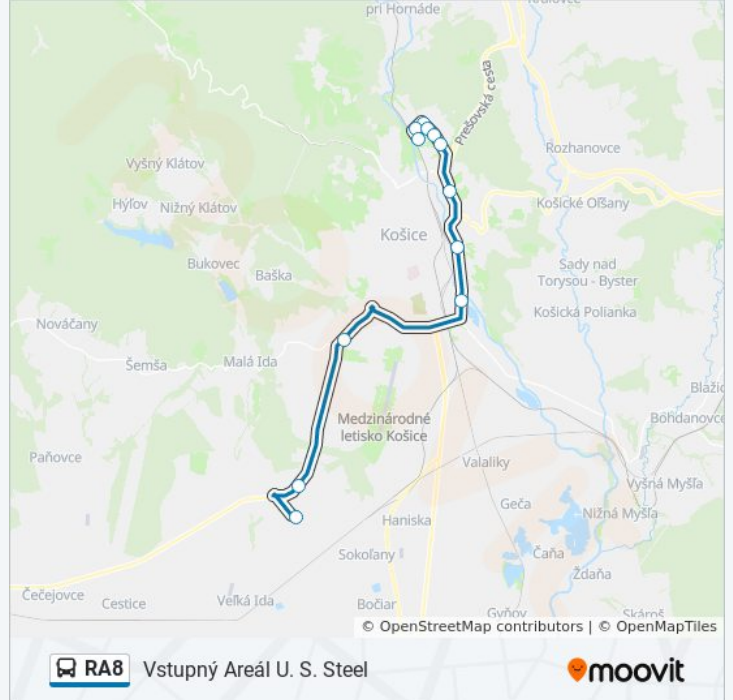 pri Hornáde
Prešovská cesta
Rozhanovce
Vyšný Klátov
Hýľov
Nižný Klátov
Košické Oľšany
Košice
Bukovec
Baška
Sady nad
Torysou - Byster
Košická Polianka
Nováčany
Šemša
Malá Ida
Medzinárodné
letisko Košice
Bohdanovce
Paňovce
Valaliky
Vyšná Myšľa
Geča
Nižná Myšľa
Haniska
Sokoľany
Čaňa
Ždaňa
Čečejovce
Cestice
Veľká Ida
Bočiar
Gyňov
Skároš
© OpenStreetMap contributors | © OpenMapTiles
RA8 Vstupný Areál U. S. Steel
moovit